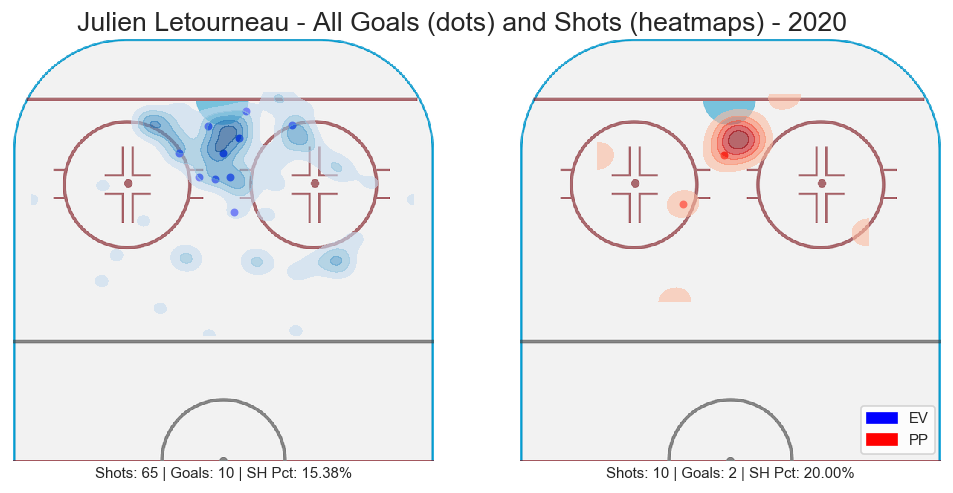 Julien Letourneau - All Goals (dots) and Shots (heatmaps) - 2020
EV
PP
Shots: 65 | Goals: 10 | SH Pct: 15.38%
Shots: 10 | Goals: 2 | SH Pct: 20.00%